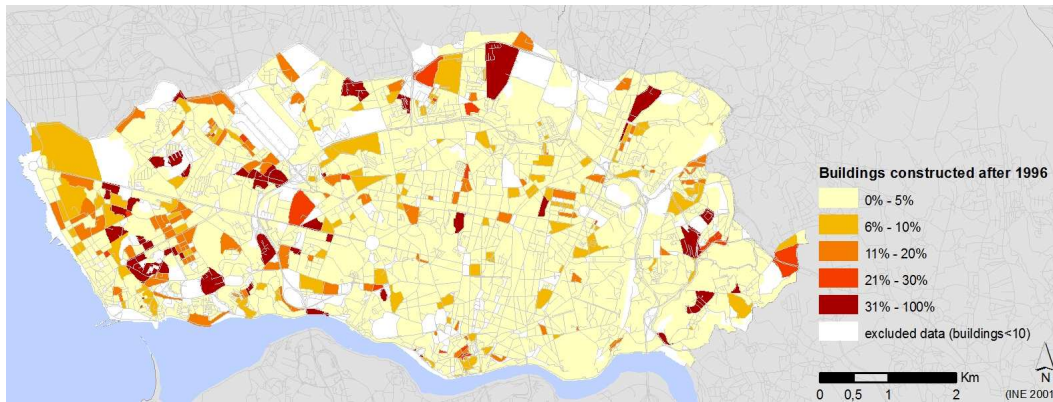 Buildings constructed after 1996
0% - 5%
6% - 10%
11% - 20%
21% - 30%
31% - 100%
excluded data (buildings<10)
Km
0 0,5 1 2
N
(INE 2001